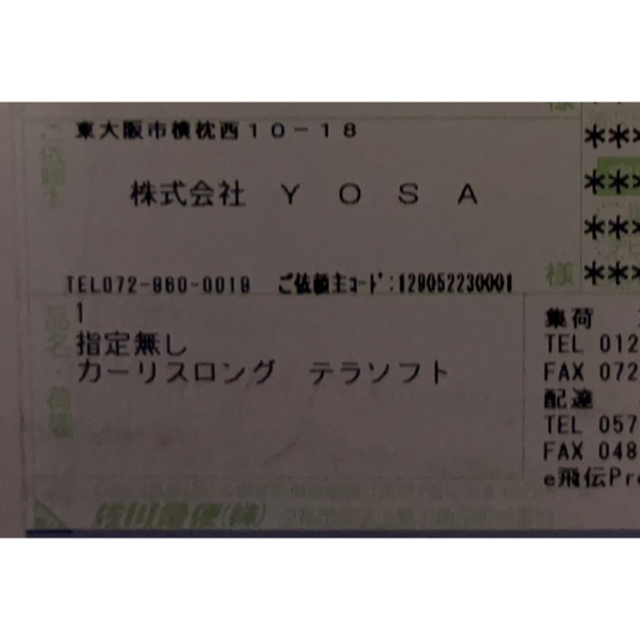 東大阪市横枕西10-18
株式会社 YOSA
TEL072-960-0019 ご依頼主コード:129052230001
1
指定無し
カーリスロング テラソフト
様
***
***
***
様 ***
集荷
TEL 012
FAX 072
配達
TEL 057
FAX 048
e飛伝Pr
佐川急便(株)